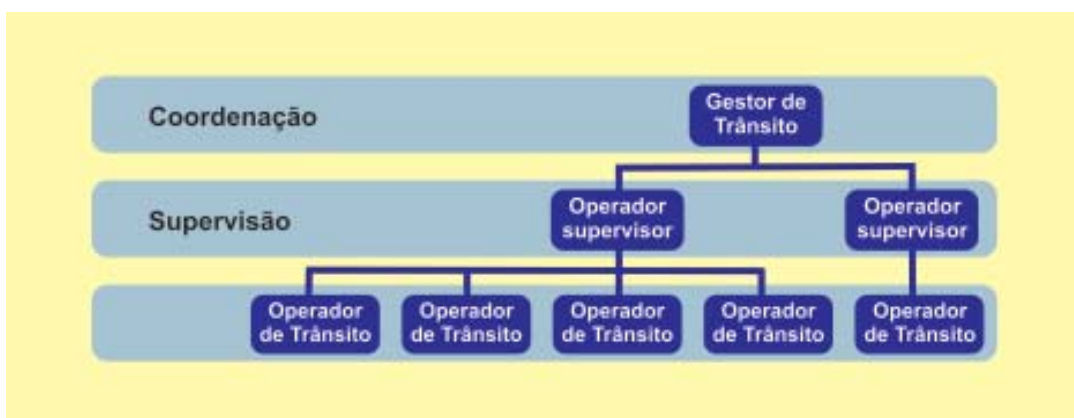 Coordenação
Gestor de
Trânsito
Supervisão
Operador
supervisor
Operador
supervisor
Operador
de Trânsito
Operador
de Trânsito
Operador
de Trânsito
Operador
de Trânsito
Operador
de Trânsito